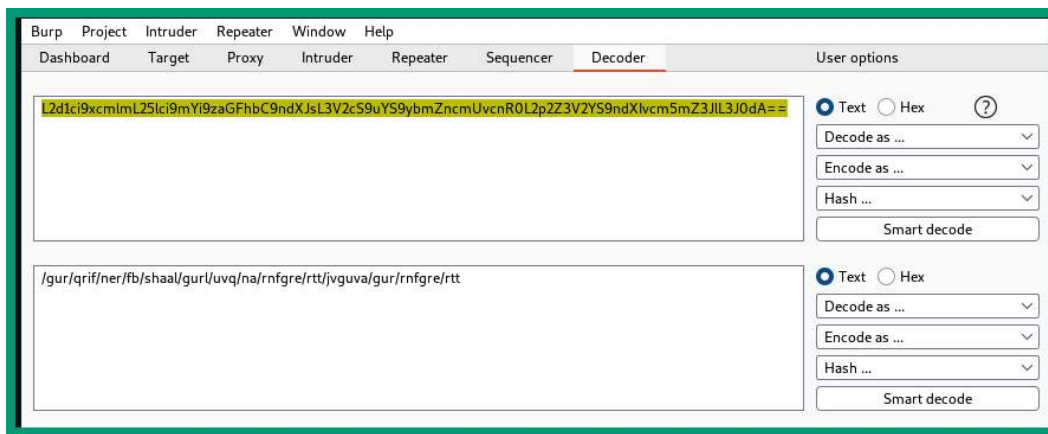 Burp Project Intruder Repeater Window Help
Dashboard Target Proxy Intruder Repeater Sequencer Decoder User options
L2d1ci9xcmlmL25lci9mYi9zaGFhbC9ndXJsL3V2cS9uYS9ybmZncmUvcnR0L2p2Z3V2YS9ndXIvcm5mZ3JlL3J0dA==
Text Hex ?
Decode as ...
Encode as ...
Hash ...
Smart decode
/gur/qrif/ner/fb/shaal/gurl/uvq/na/rnfgre/rtt/jvguva/gur/rnfgre/rtt
Text Hex
Decode as ...
Encode as ...
Hash ...
Smart decode